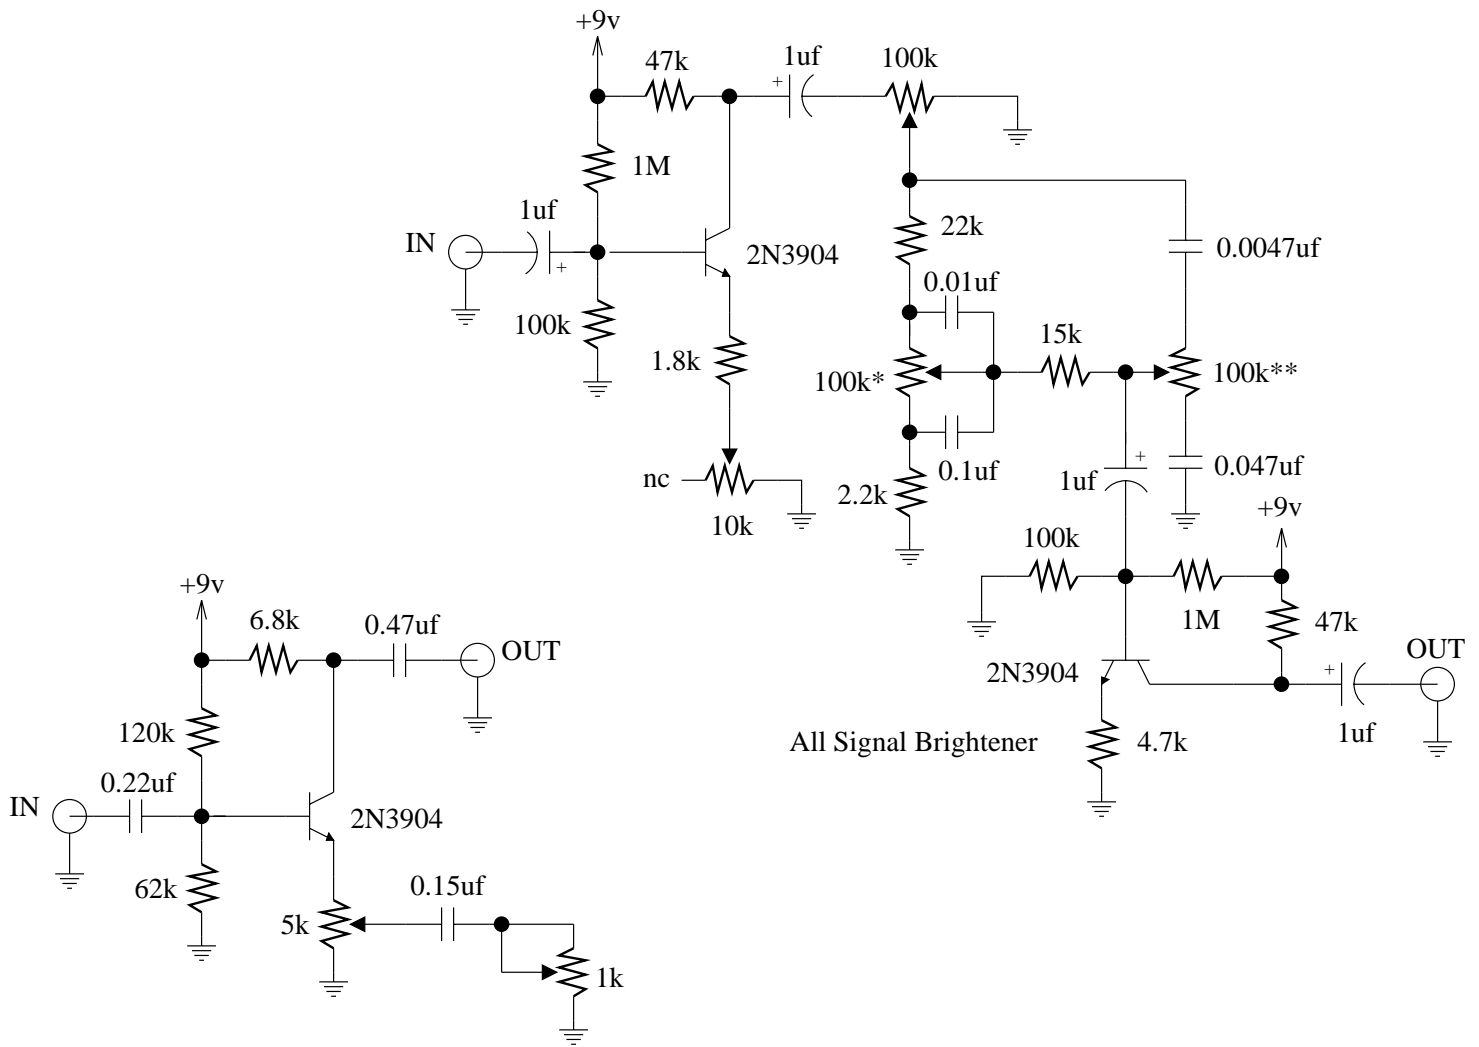 +9v
47k
1uf
100k
1M
1uf
IN
2N3904
22k
0.0047uf
0.01uf
100k
1.8k
15k
100k*
100k**
+
nc
0.1uf
0.047uf
2.2k
1uf
10k
+9v
100k
+9v
6.8k
0.47uf
OUT
1M
47k
OUT
2N3904
120k
All Signal Brightener
4.7k
1uf
0.22uf
IN
2N3904
62k
0.15uf
5k
1k
+
+
+